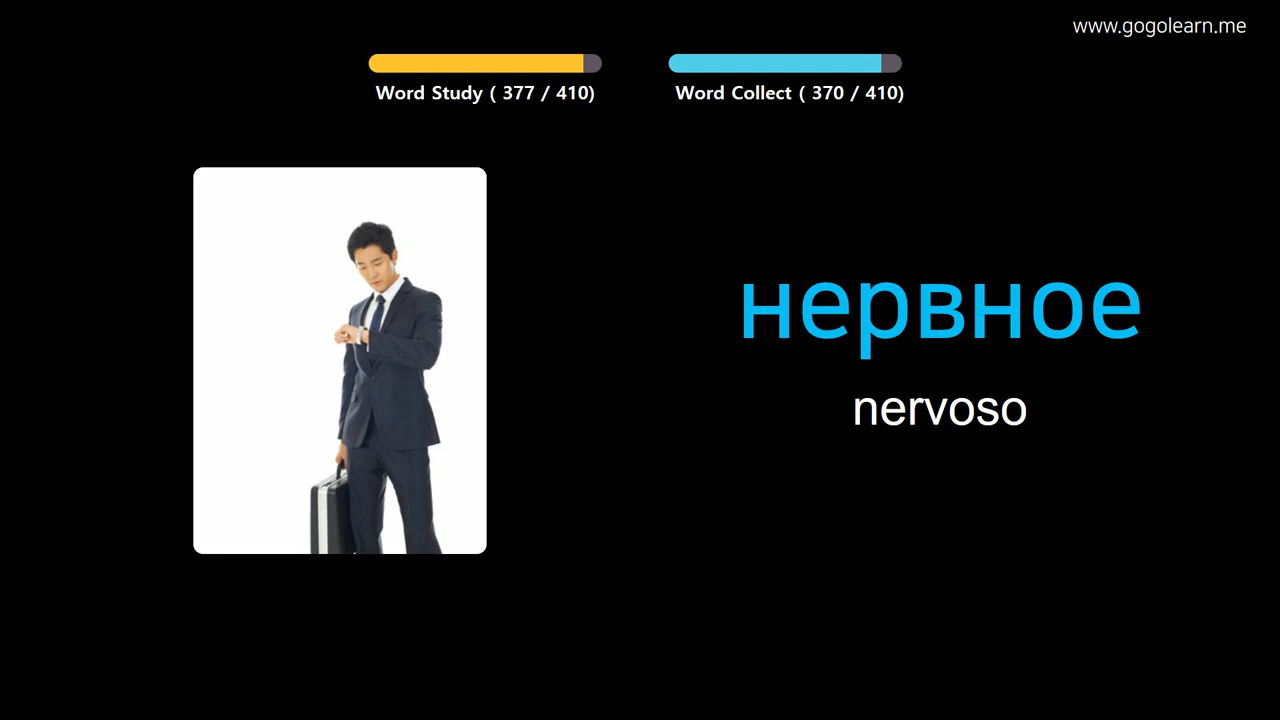 www.gogolearn.me
Word Study ( 377 / 410)
Word Collect ( 370 / 410)
нервное
nervoso